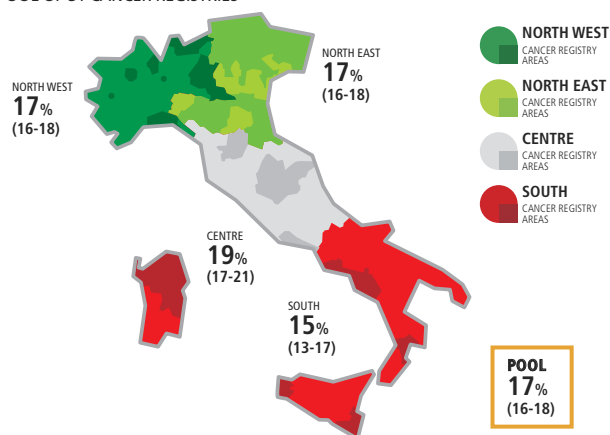 NORTH EAST
17%
(16-18)
NORTH WEST
17%
(16-18)
CENTRE
19%
(17-21)
SOUTH
15%
(13-17)
NORTH WEST
CANCER REGISTRY
AREAS
NORTH EAST
CANCER REGISTRY
AREAS
CENTRE
CANCER REGISTRY
AREAS
SOUTH
CANCER REGISTRY
AREAS
POOL
17%
(16-18)